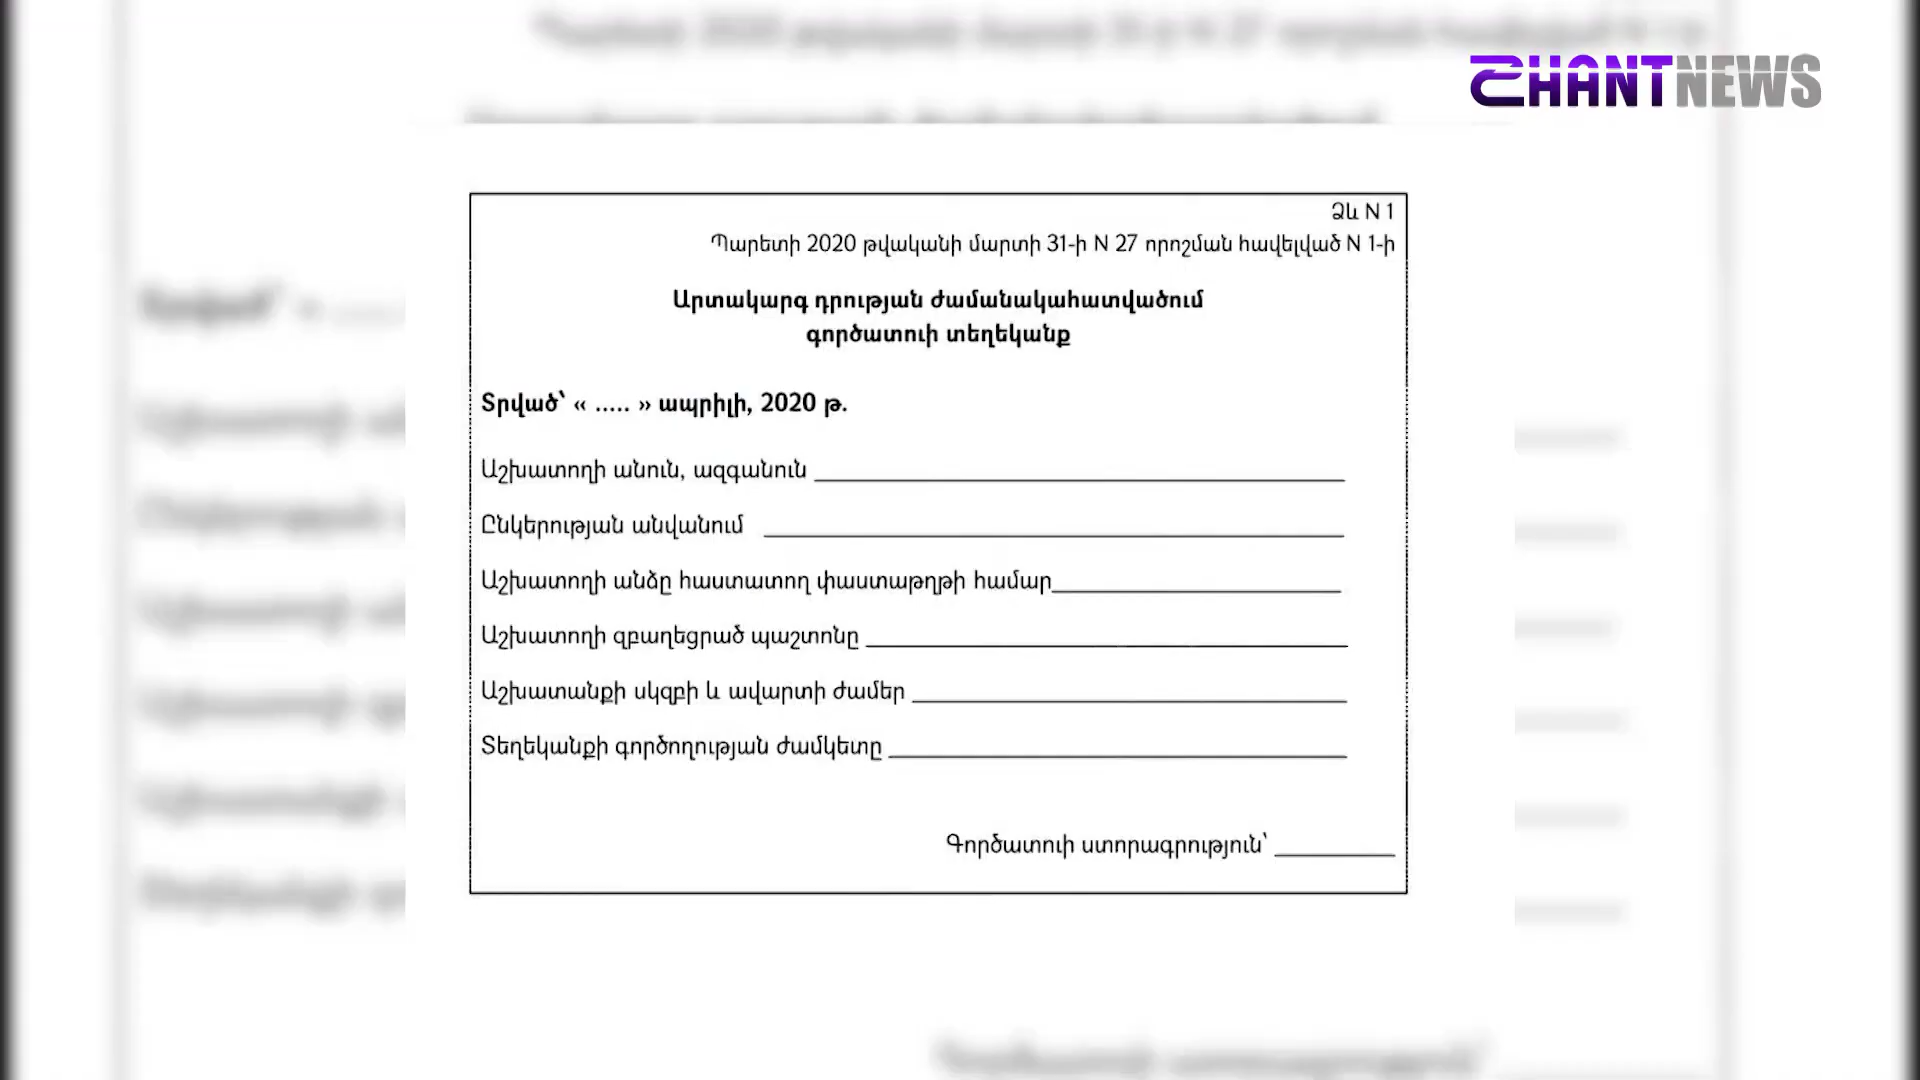 SHANTNEWS
Ձև N 1
Պարետի 2020 թվականի մարտի 31-ի N 27 որոշման հավելված N 1-ի
Արտակարգ դրության ժամանակահատվածում
գործատուի տեղեկանք
Տրված՝ « ..... » ապրիլի, 2020 թ.
Աշխատողի անուն, ազգանուն
Ընկերության անվանում
Աշխատողի անձը հաստատող փաստաթղթի համար
Աշխատողի զբաղեցրած պաշտոնը
Աշխատանքի սկզբի և ավարտի ժամեր
Տեղեկանքի գործողության ժամկետը
Գործատուի ստորագրություն՝